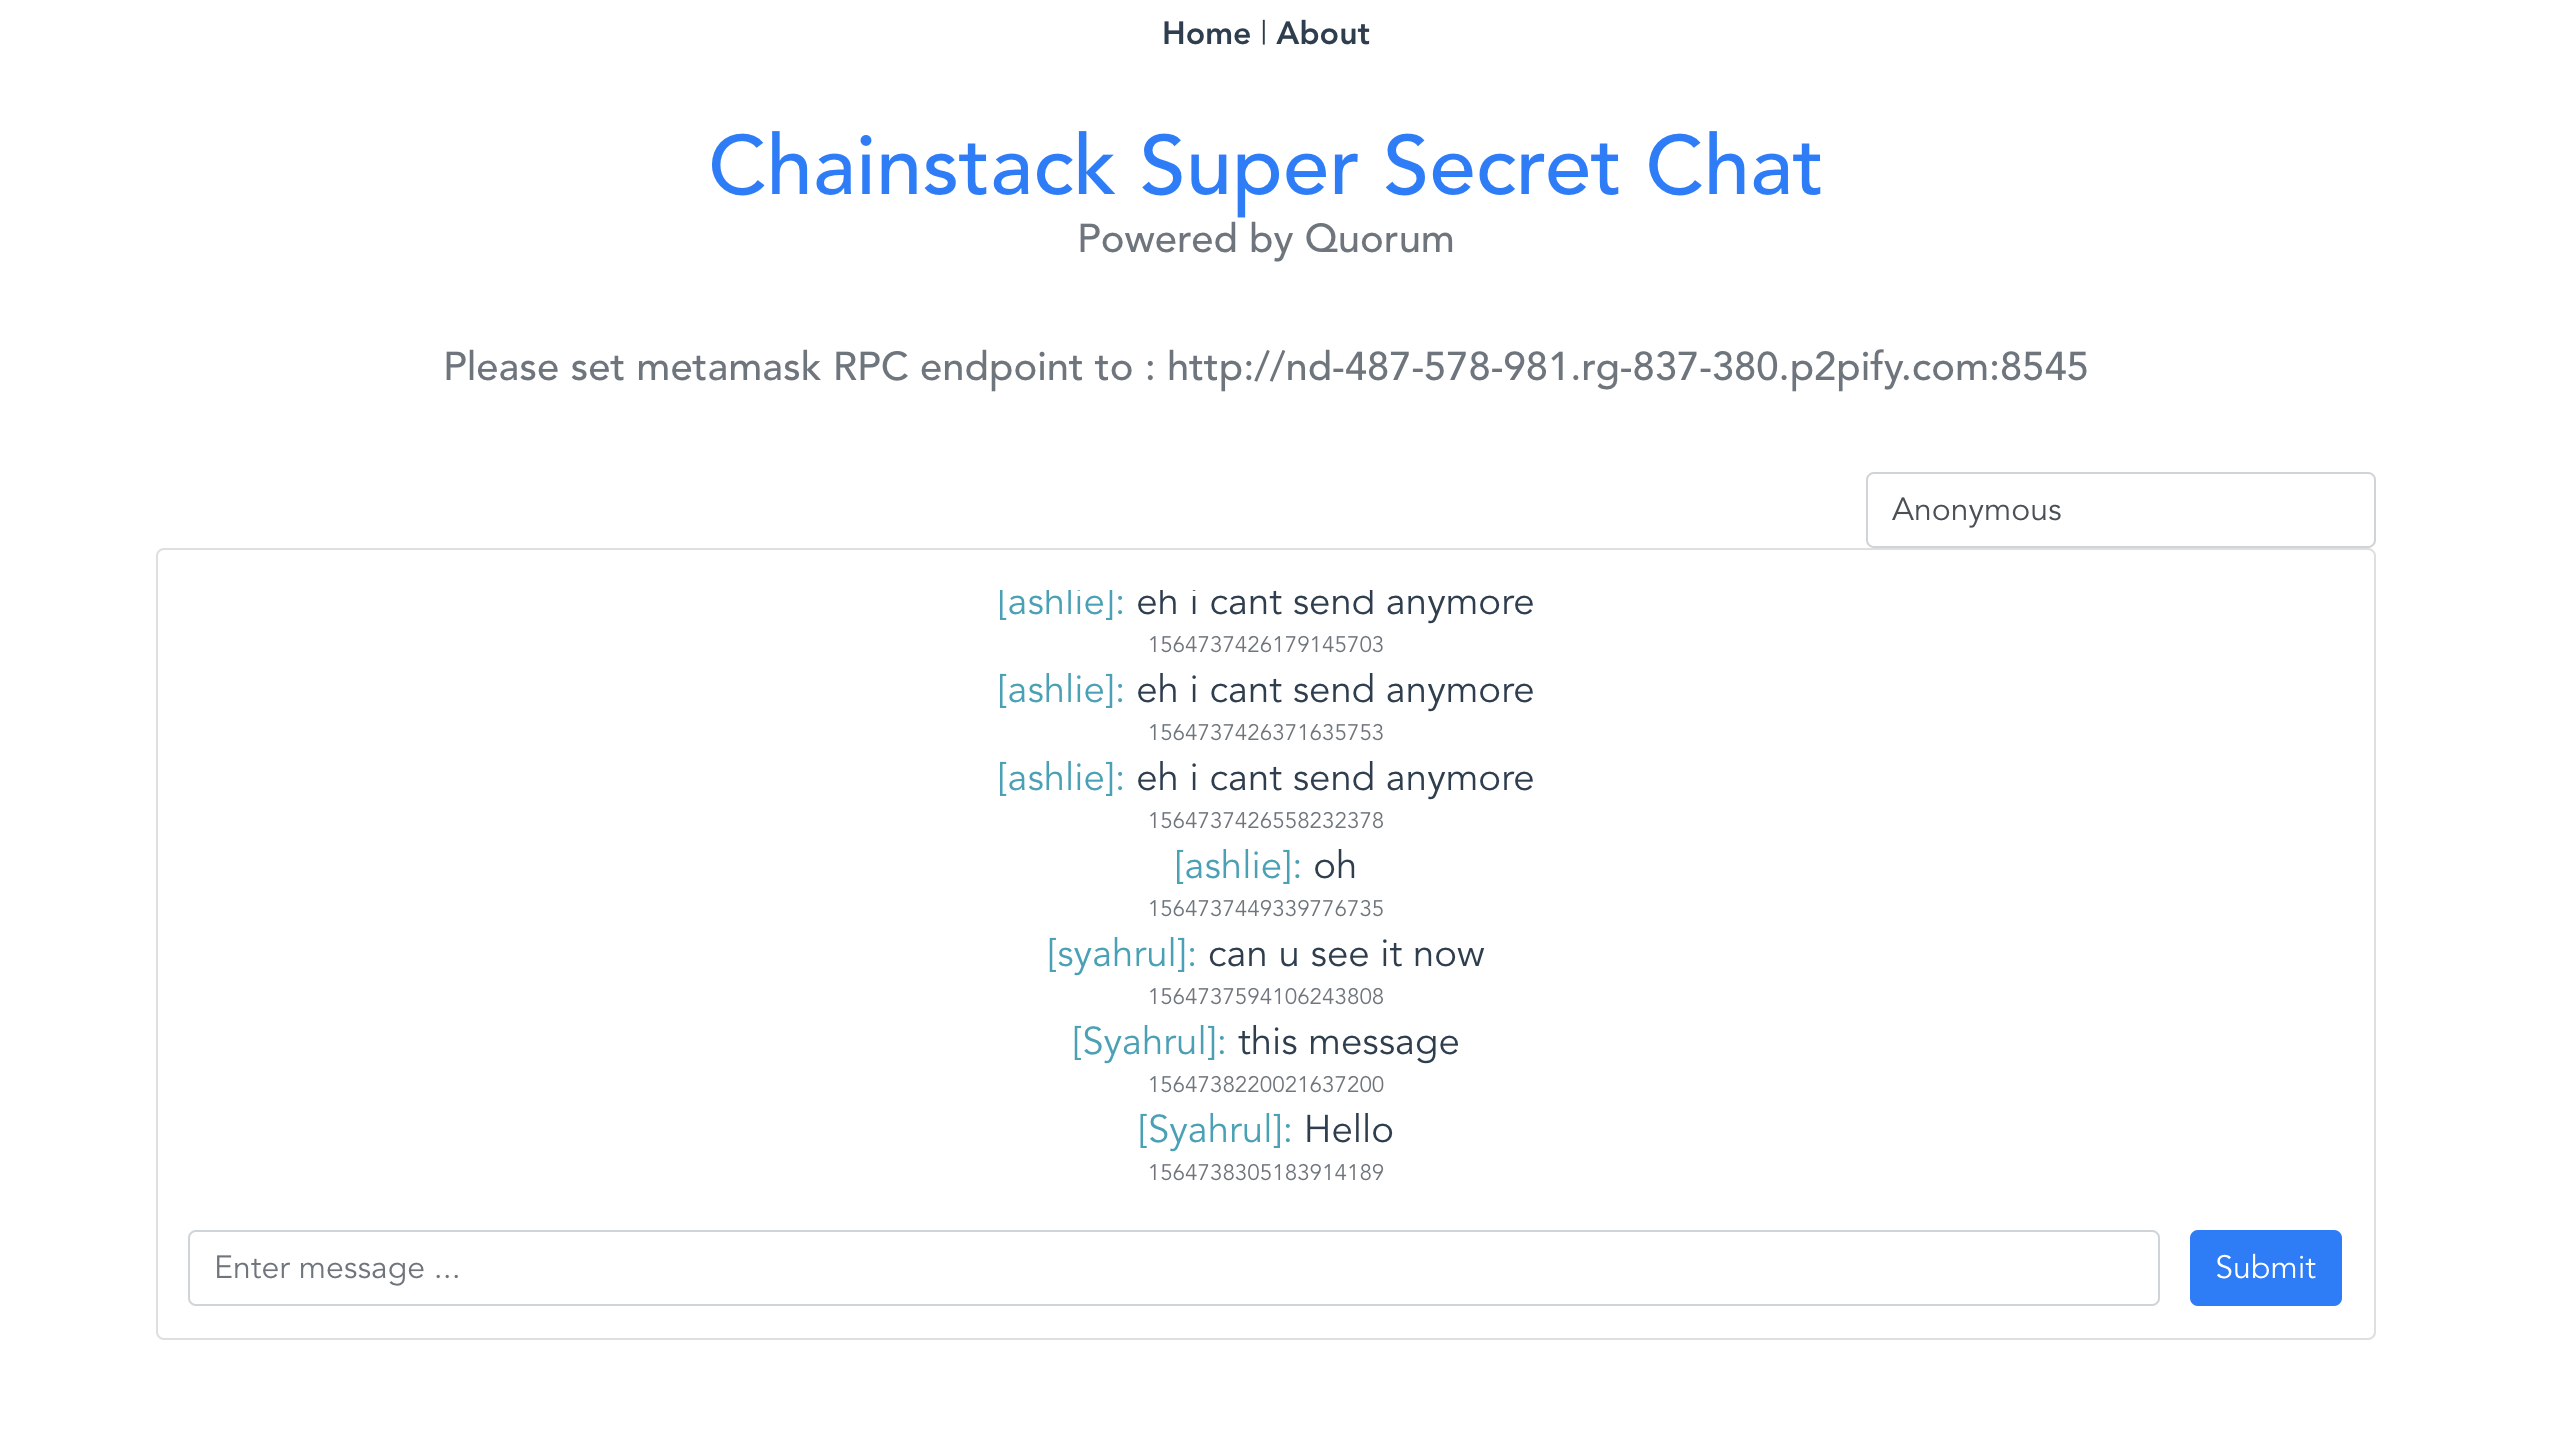 Home | About
Chainstack Super Secret Chat
Powered by Quorum
Please set metamask RPC endpoint to : http://nd-487-578-981.rg-837-380.p2pify.com:8545
Anonymous
[ashlie]: eh i cant send anymore
1564737426179145703
[ashlie]: eh i cant send anymore
1564737426371635753
[ashlie]: eh i cant send anymore
1564737426558232378
[ashlie]: oh
1564737449339776735
[syahrul]: can u see it now
1564737594106243808
[Syahrul]: this message
1564738220021637200
[Syahrul]: Hello
1564738305183914189
Enter message ...
Submit